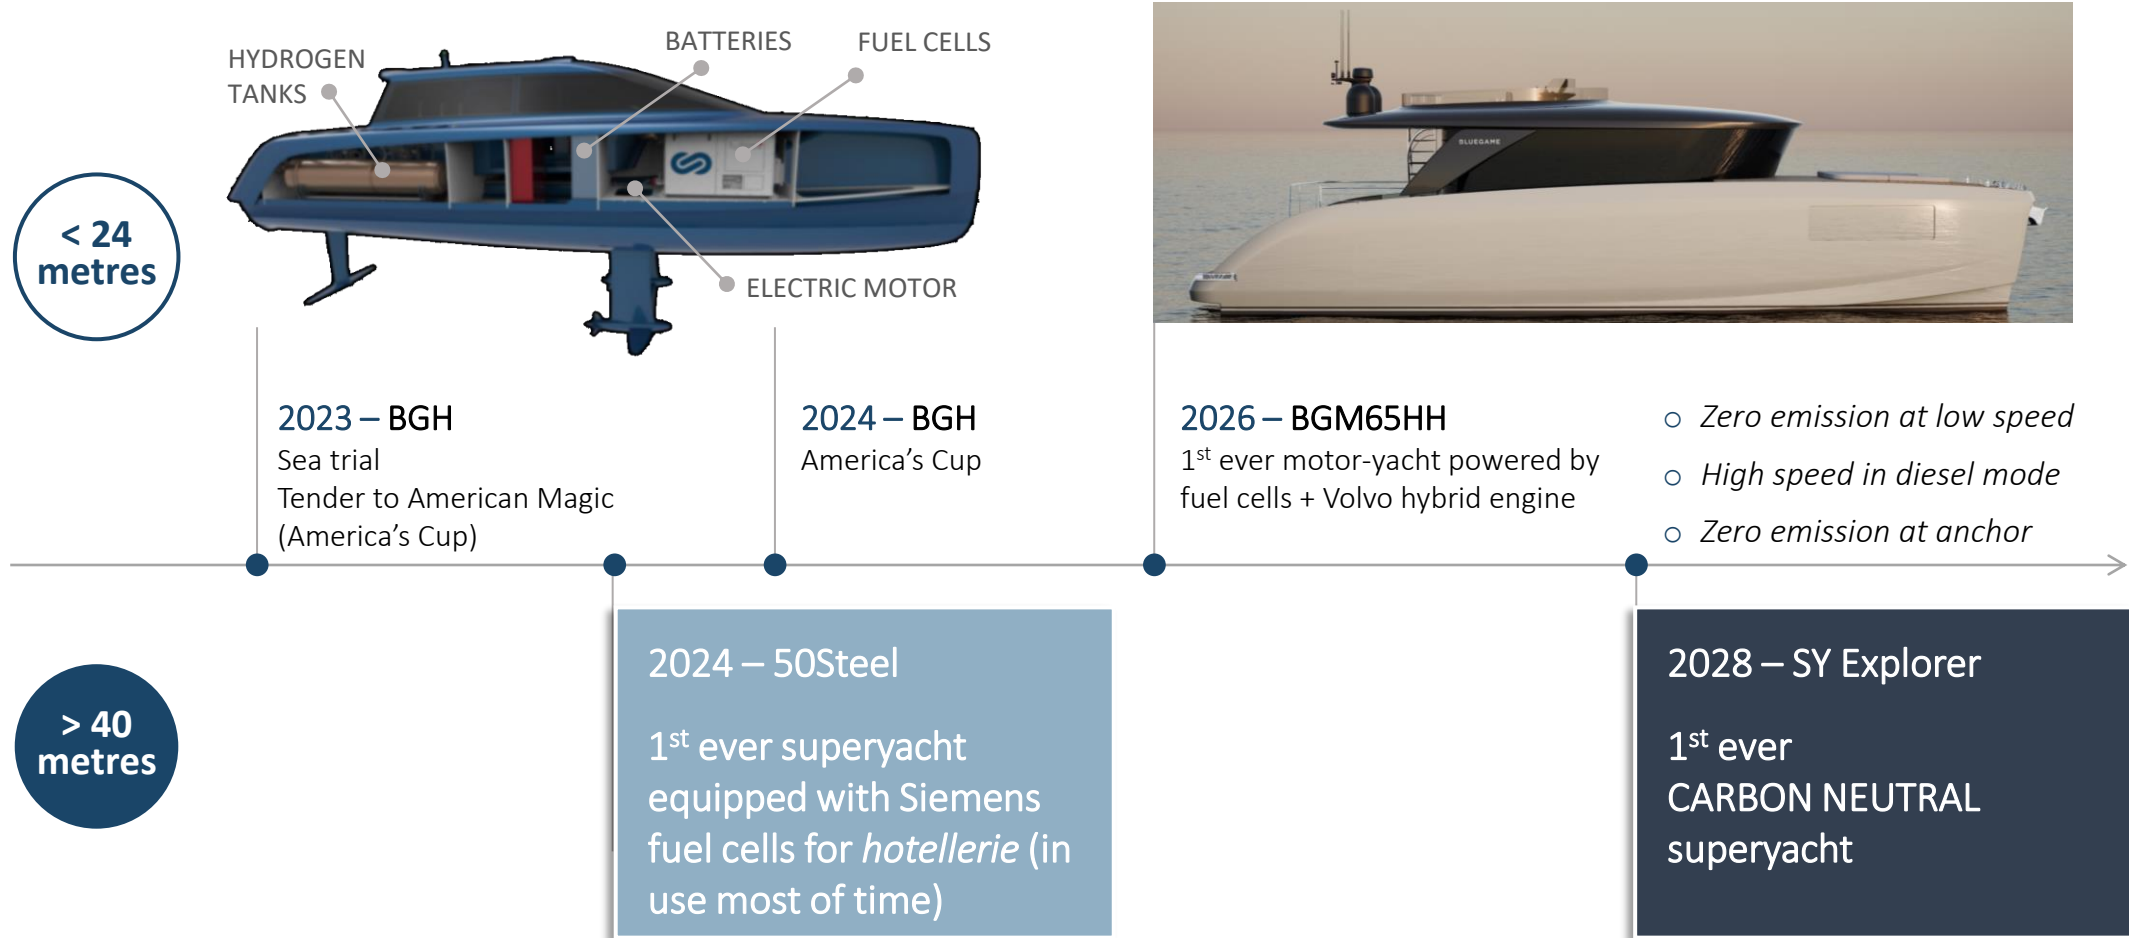 HYDROGEN
TANKS
BATTERIES
FUEL CELLS
ELECTRIC MOTOR
BLUEGAME
< 24
metres
2023 – BGH
Sea trial
Tender to American Magic
(America’s Cup)
2024 – BGH
America’s Cup
2026 – BGM65HH
1st ever motor-yacht powered by
fuel cells + Volvo hybrid engine
○ Zero emission at low speed
○ High speed in diesel mode
○ Zero emission at anchor
> 40
metres
2024 – 50Steel
1st ever superyacht
equipped with Siemens
fuel cells for hotellerie (in
use most of time)
2028 – SY Explorer
1st ever
CARBON NEUTRAL
superyacht